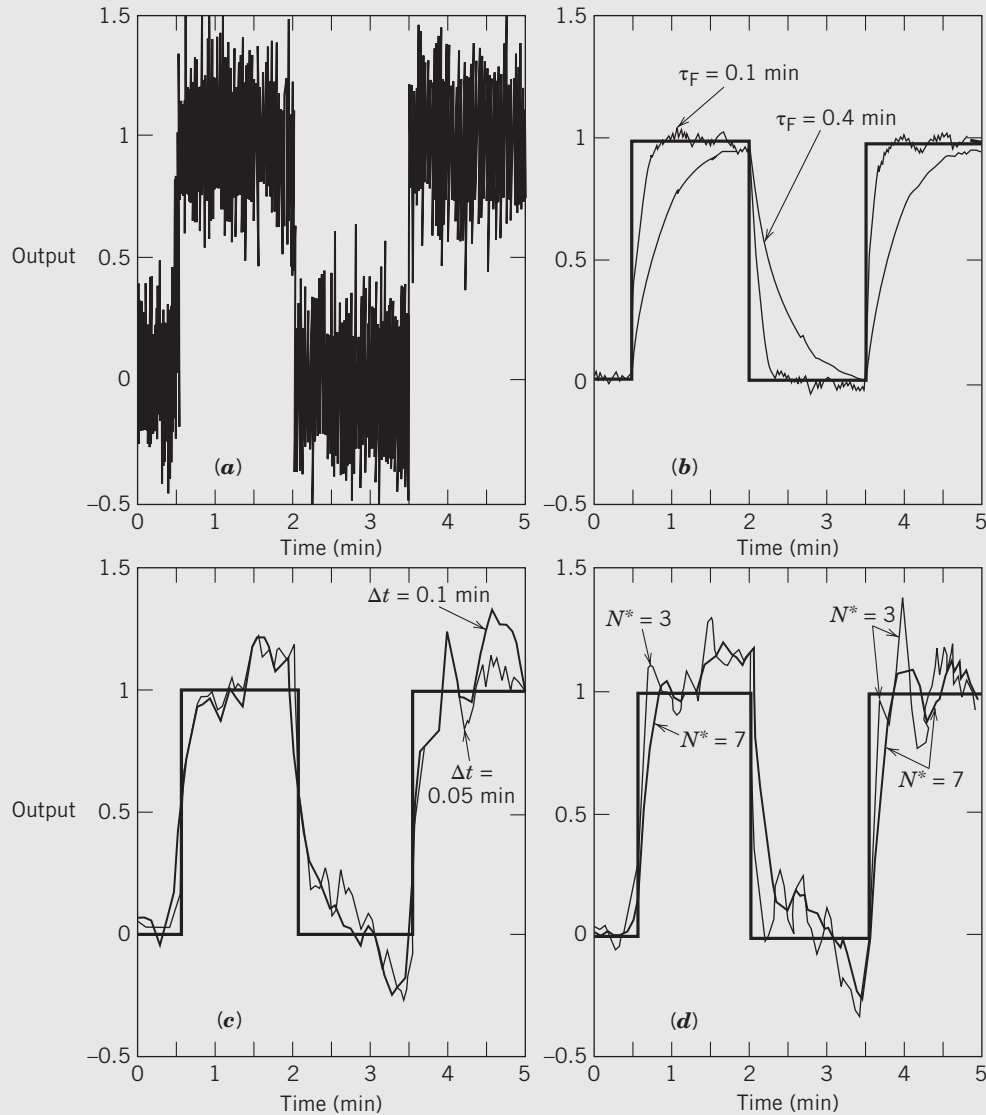 1.5
1
Output
0.5
0
–0.5
(a)
0 1 2 3 4 5
Time (min)
1.5
τF = 0.1 min
τF = 0.4 min
1
0.5
0
–0.5
(b)
0 1 2 3 4 5
Time (min)
1.5
Δt = 0.1 min
1
Δt =
0.05 min
Output
0.5
0
(c)
–0.5
0 1 2 3 4 5
Time (min)
1.5
N* = 3
N* = 3
1
N* = 7
N* = 7
0.5
0
(d)
–0.5
0 1 2 3 4 5
Time (min)